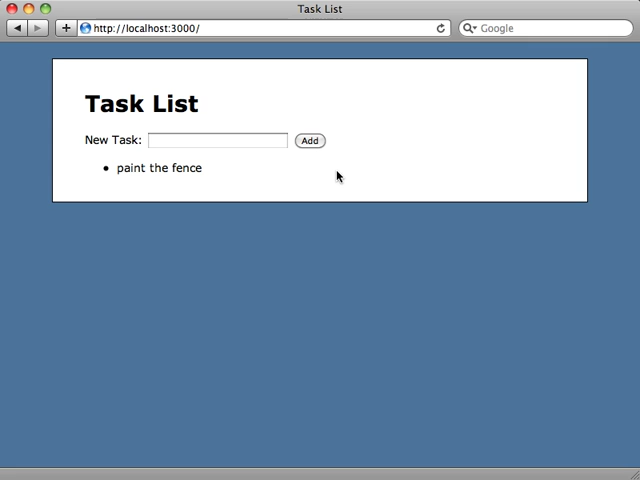 Task List
http://localhost:3000/
Google
Task List
New Task:
Add
paint the fence